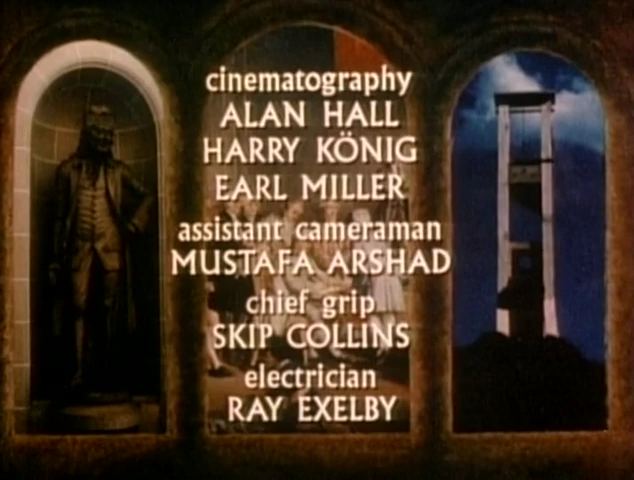 cinematography
ALAN HALL
HARRY KÖNIG
EARL MILLER
assistant cameraman
MUSTAFA ARSHAD
chief grip
SKIP COLLINS
electrician
RAY EXELBY